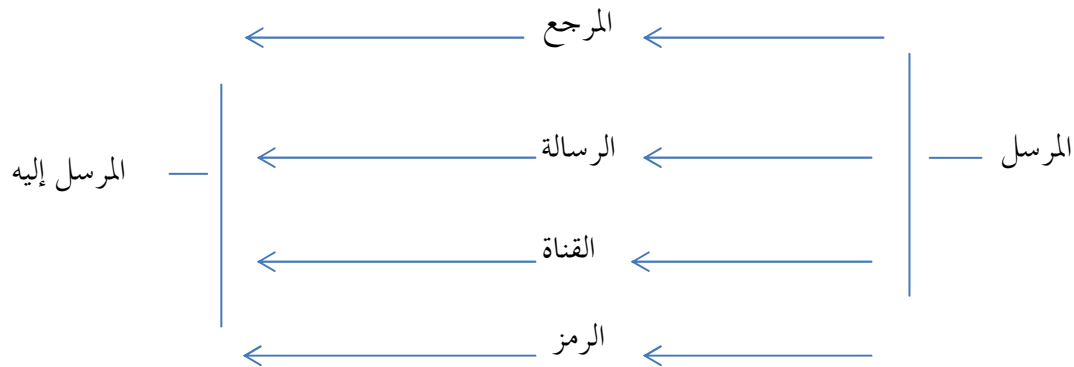 المرجع
المرسل
الرسالة
المرسل إليه
القناة
الرمز